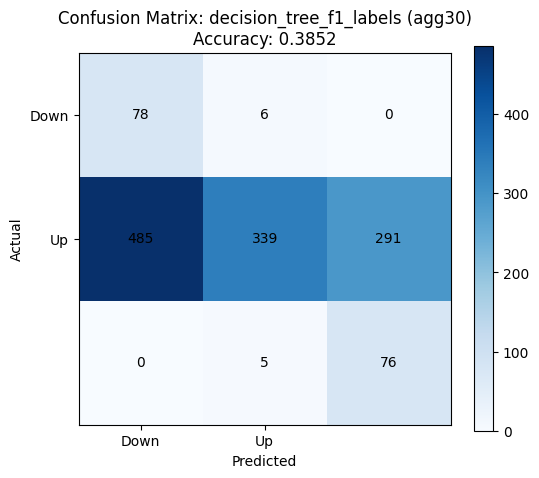 Confusion Matrix: decision_tree_f1_labels (agg30)
Accuracy: 0.3852
Down
78
6
0
Up
485
339
291
0
5
76
Actual
Down
Up
Predicted
400
300
200
100
0